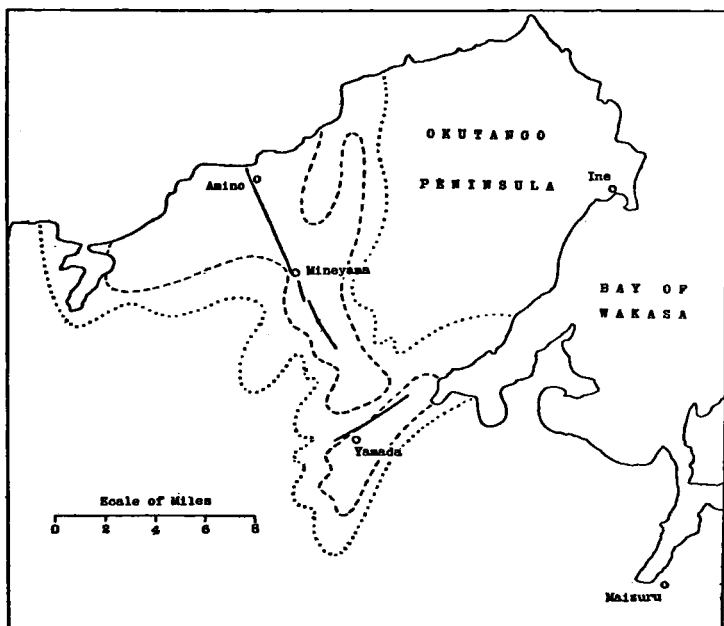 OKUTANGO
PENINSULA
Ine
Amino
Mineyama
BAY OF
WAKASA
Yamada
Scale of Miles
0 2 4 6 8
Maizuru